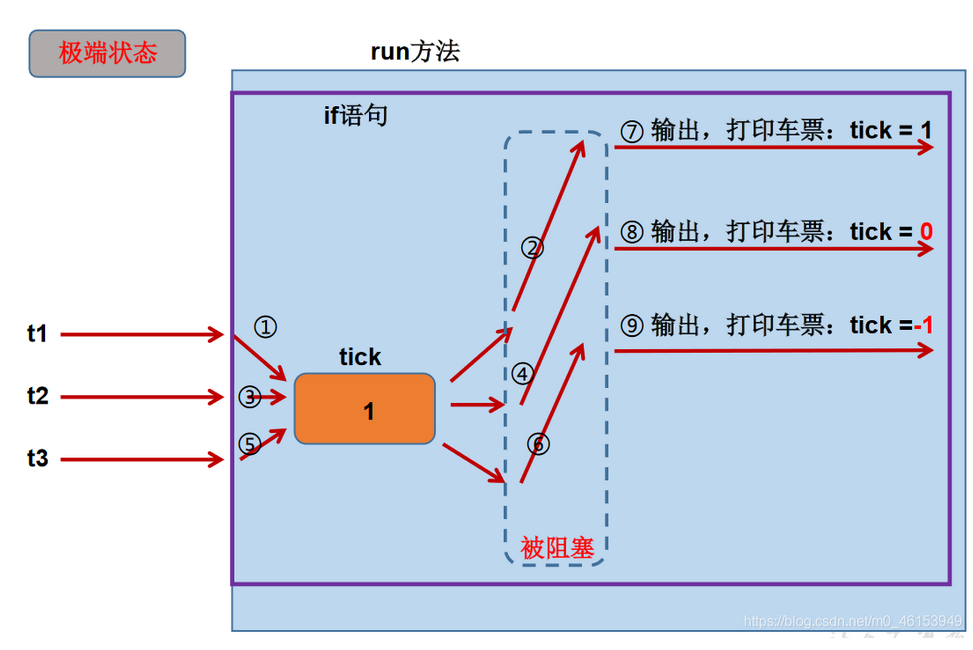 极端状态
run方法
if语句
⑦ 输出，打印车票：tick = 1
②
⑧ 输出，打印车票：tick = 0
①
⑨ 输出，打印车票：tick =-1
t1
tick
④
t2
③
1
⑤
⑥
t3
被阻塞
https://blog.csdn.net/m0_46153949